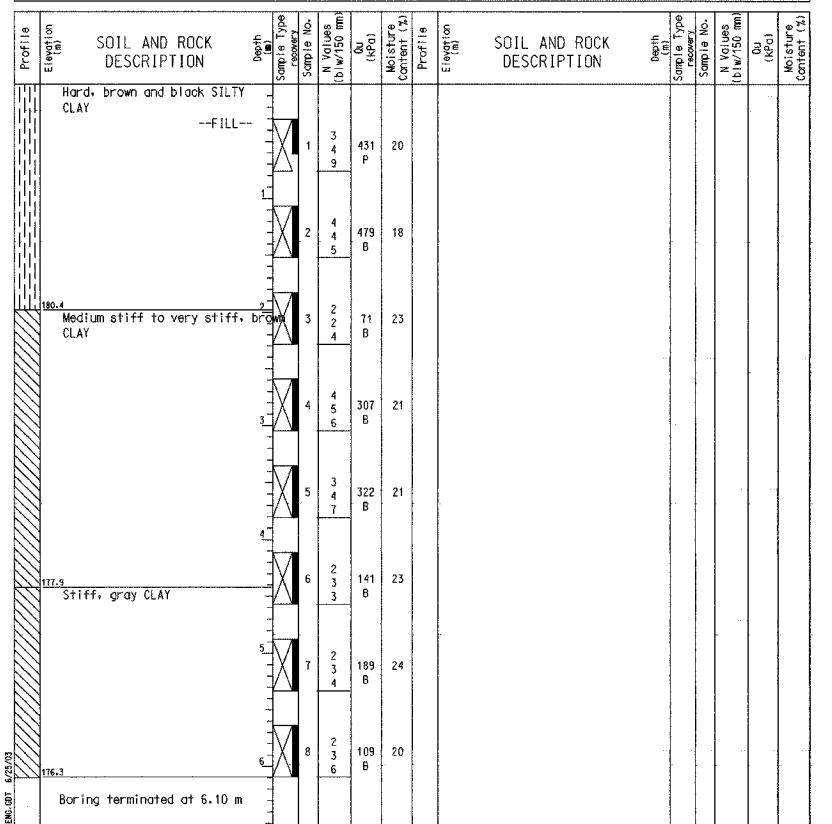 Profile
Elevation (m)
SOIL AND ROCK DESCRIPTION
Depth (m)
Sample Type recovery
Sample No.
N Values (blw/150 mm)
Qu (kPa)
Moisture Content (%)
Profile
Elevation (m)
SOIL AND ROCK DESCRIPTION
Depth (m)
Sample Type recovery
Sample No.
N Values (blw/150 mm)
Qu (kPa)
Moisture Content (%)
Hard, brown and black SILTY
CLAY
--FILL--
1 3 4 9 431 P 20
1
2 4 4 5 479 B 18
180.4 2
Medium stiff to very stiff, brown
CLAY
3 2 2 4 71 B 23
4 4 5 6 307 B 21
3
5 3 4 7 322 B 21
4
6 2 3 3 141 B 23
177.9
Stiff, gray CLAY
5
7 2 3 4 189 B 24
8 2 3 6 109 B 20
6
176.3
Boring terminated at 6.10 m
ENG.GDT 6/25/03